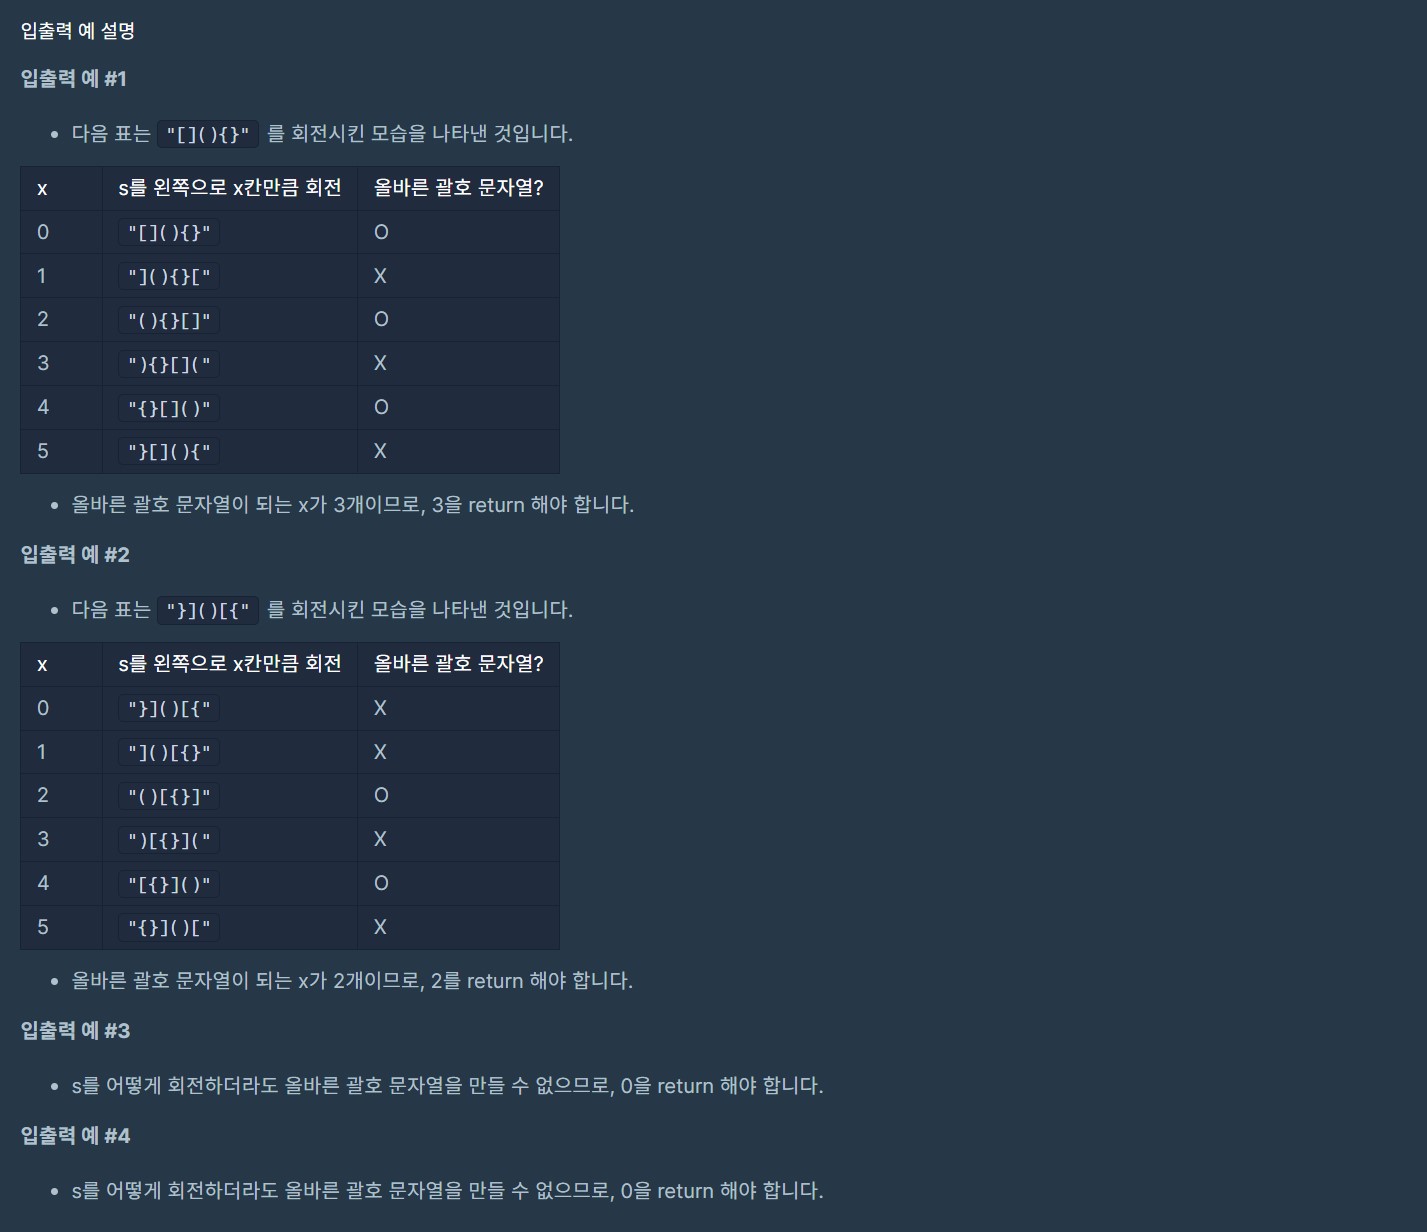 입출력 예 설명
입출력 예 #1
• 다음 표는 "[](){}" 를 회전시킨 모습을 나타낸 것입니다.
x s를 왼쪽으로 x칸만큼 회전 올바른 괄호 문자열?
0 "[](){}" O
1 "](){}[" X
2 "(){}[]" O
3 "){}[](" X
4 "{}[]()" O
5 "}[](){" X
• 올바른 괄호 문자열이 되는 x가 3개이므로, 3을 return 해야 합니다.
입출력 예 #2
• 다음 표는 "}]()[{" 를 회전시킨 모습을 나타낸 것입니다.
x s를 왼쪽으로 x칸만큼 회전 올바른 괄호 문자열?
0 "}]()[{" X
1 "]()[{}" X
2 "()[{}]" O
3 ")[{}](" X
4 "[{}]()" O
5 "{}]()[" X
• 올바른 괄호 문자열이 되는 x가 2개이므로, 2를 return 해야 합니다.
입출력 예 #3
• s를 어떻게 회전하더라도 올바른 괄호 문자열을 만들 수 없으므로, 0을 return 해야 합니다.
입출력 예 #4
• s를 어떻게 회전하더라도 올바른 괄호 문자열을 만들 수 없으므로, 0을 return 해야 합니다.